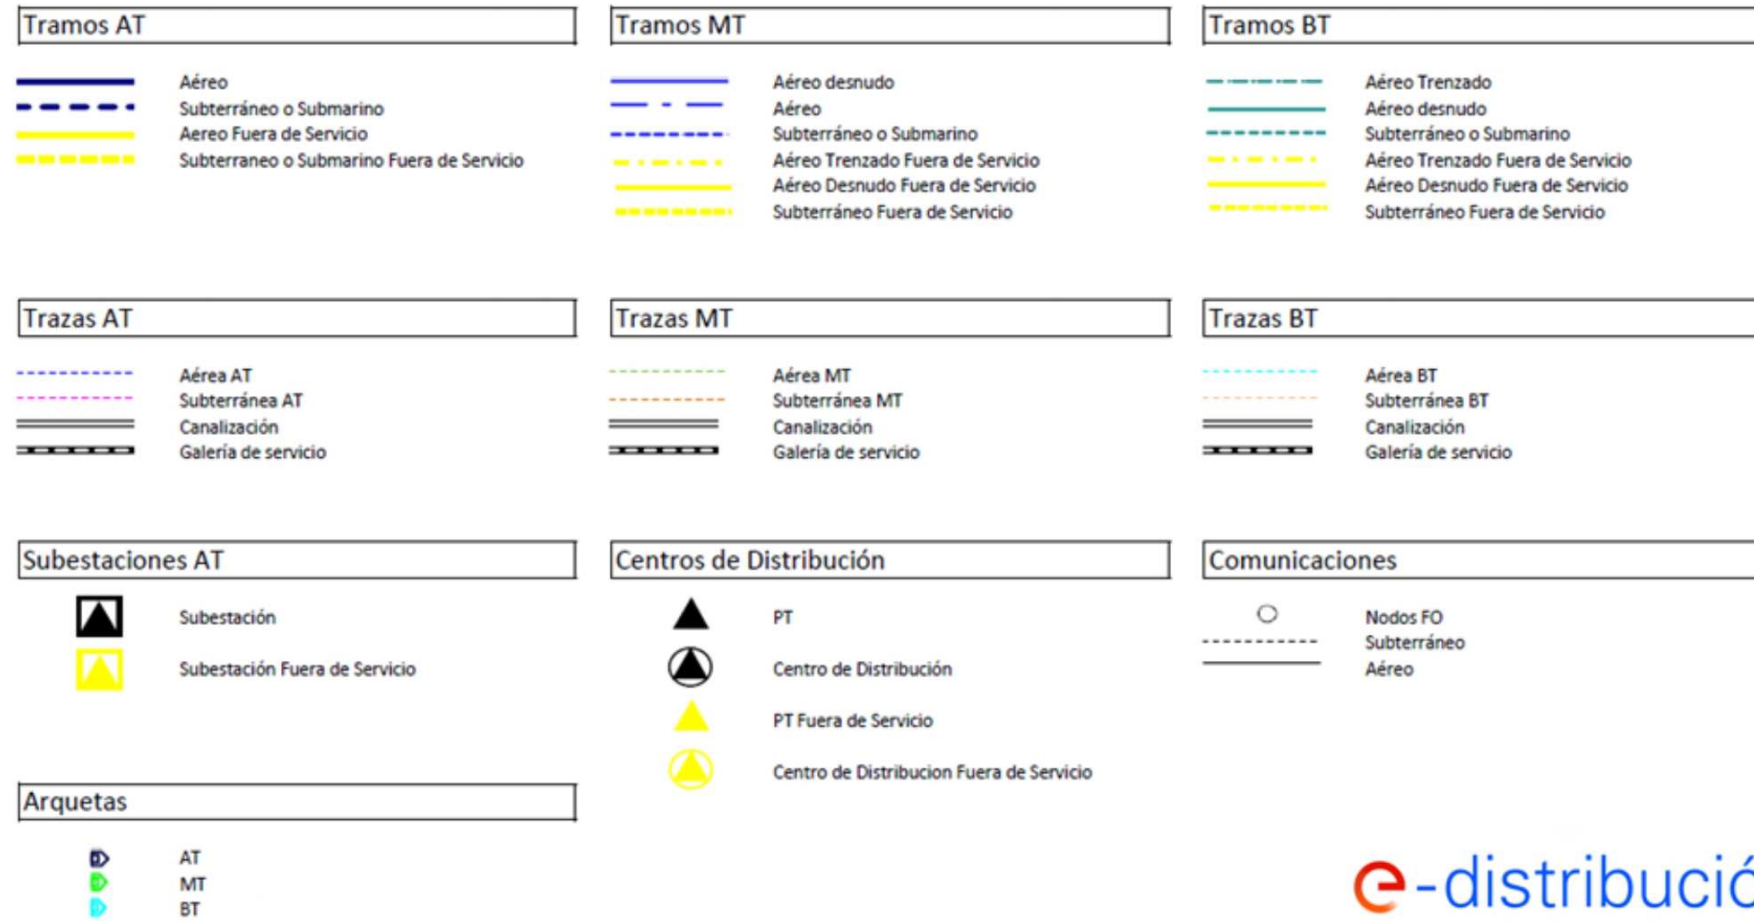 Tramos AT
Aéreo
Subterráneo o Submarino
Aereo Fuera de Servicio
Subterraneo o Submarino Fuera de Servicio
Tramos MT
Aéreo desnudo
Aéreo
Subterráneo o Submarino
Aéreo Trenzado Fuera de Servicio
Aéreo Desnudo Fuera de Servicio
Subterráneo Fuera de Servicio
Tramos BT
Aéreo Trenzado
Aéreo desnudo
Subterráneo o Submarino
Aéreo Trenzado Fuera de Servicio
Aéreo Desnudo Fuera de Servicio
Subterráneo Fuera de Servicio
Trazas AT
Aérea AT
Subterránea AT
Canalización
Galería de servicio
Trazas MT
Aérea MT
Subterránea MT
Canalización
Galería de servicio
Trazas BT
Aérea BT
Subterránea BT
Canalización
Galería de servicio
Subestaciones AT
Subestación
Subestación Fuera de Servicio
Centros de Distribución
PT
Centro de Distribución
PT Fuera de Servicio
Centro de Distribucion Fuera de Servicio
Comunicaciones
Nodos FO
Subterráneo
Aéreo
Arquetas
AT
MT
BT
e-distribució